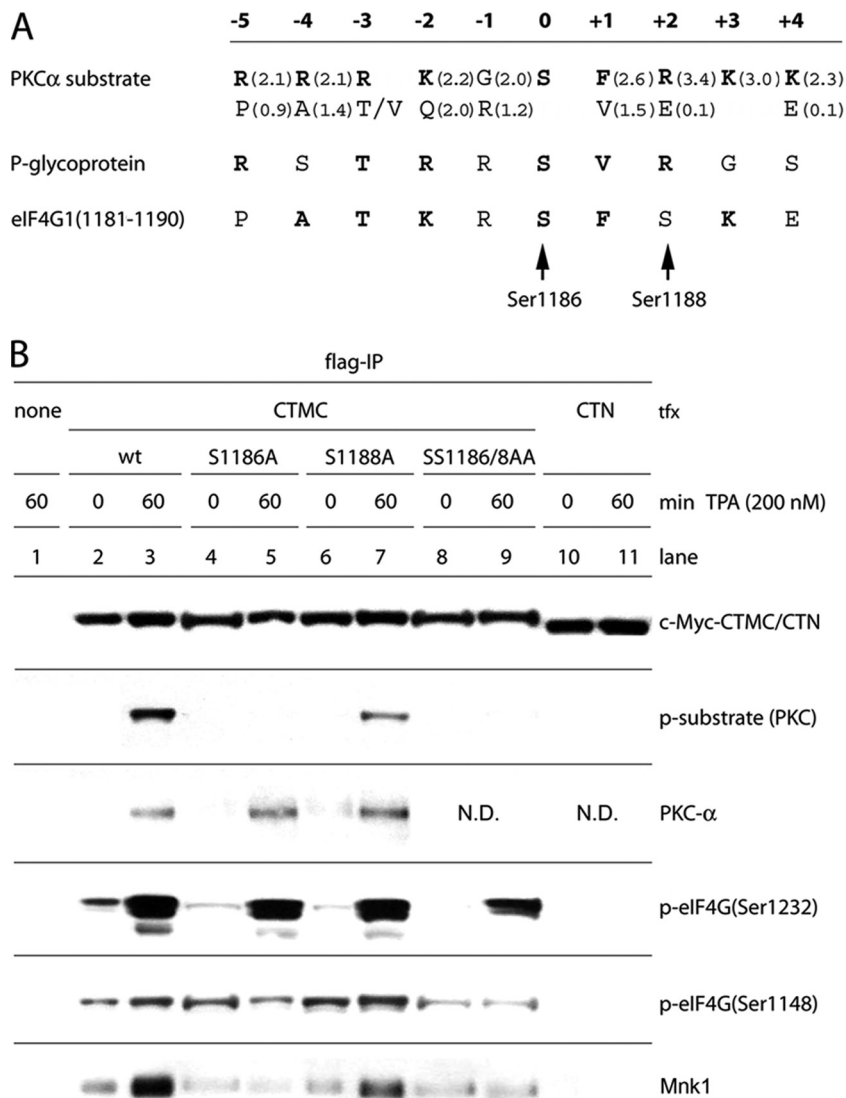 A
-5 -4 -3 -2 -1 0 +1 +2 +3 +4
PKCα substrate R(2.1) R(2.1) R K(2.2) G(2.0) S F(2.6) R(3.4) K(3.0) K(2.3)
P(0.9) A(1.4) T/V Q(2.0) R(1.2) V(1.5) E(0.1) E(0.1)
P-glycoprotein R S T R R S V R G S
eIF4G1(1181-1190) P A T K R S F S K E
Ser1186 Ser1188
B
flag-IP
none CTMC CTN tfx
wt S1186A S1188A SS1186/8AA
60 0 60 0 60 0 60 0 60 0 60 min TPA (200 nM)
1 2 3 4 5 6 7 8 9 10 11 lane
c-Myc-CTMC/CTN
p-substrate (PKC)
N.D. N.D. PKC-α
p-eIF4G(Ser1232)
p-eIF4G(Ser1148)
Mnk1